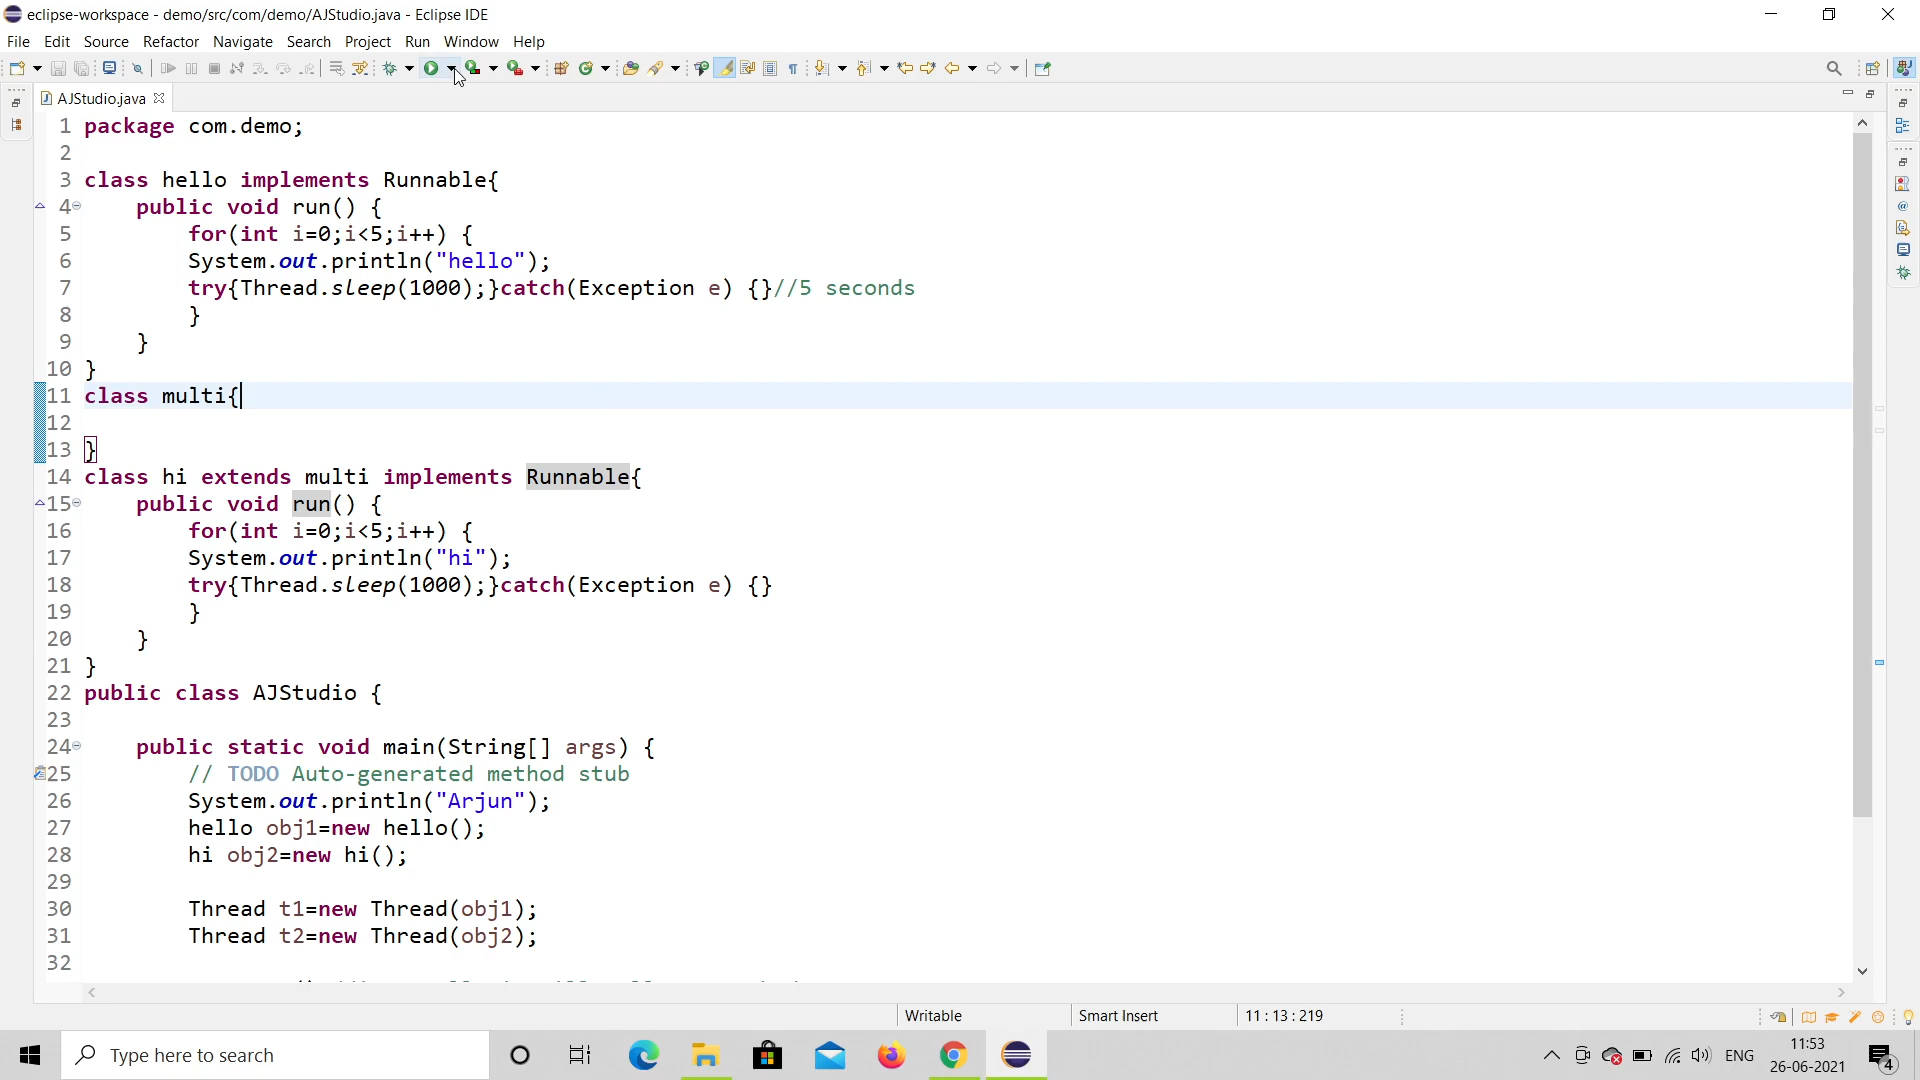 eclipse-workspace - demo/src/com/demo/AJStudio.java - Eclipse IDE
File Edit Source Refactor Navigate Search Project Run Window Help
AJStudio.java
1 package com.demo;
2
3 class hello implements Runnable{
4 public void run() {
5 for(int i=0;i<5;i++) {
6 System.out.println("hello");
7 try{Thread.sleep(1000);}catch(Exception e) {}//5 seconds
8 }
9 }
10 }
11 class multi{
12
13 }
14 class hi extends multi implements Runnable{
15 public void run() {
16 for(int i=0;i<5;i++) {
17 System.out.println("hi");
18 try{Thread.sleep(1000);}catch(Exception e) {}
19 }
20 }
21 }
22 public class AJStudio {
23
24 public static void main(String[] args) {
25 // TODO Auto-generated method stub
26 System.out.println("Arjun");
27 hello obj1=new hello();
28 hi obj2=new hi();
29
30 Thread t1=new Thread(obj1);
31 Thread t2=new Thread(obj2);
32
Writable Smart Insert 11 : 13 : 219
Type here to search
ENG
11:53
26-06-2021
4